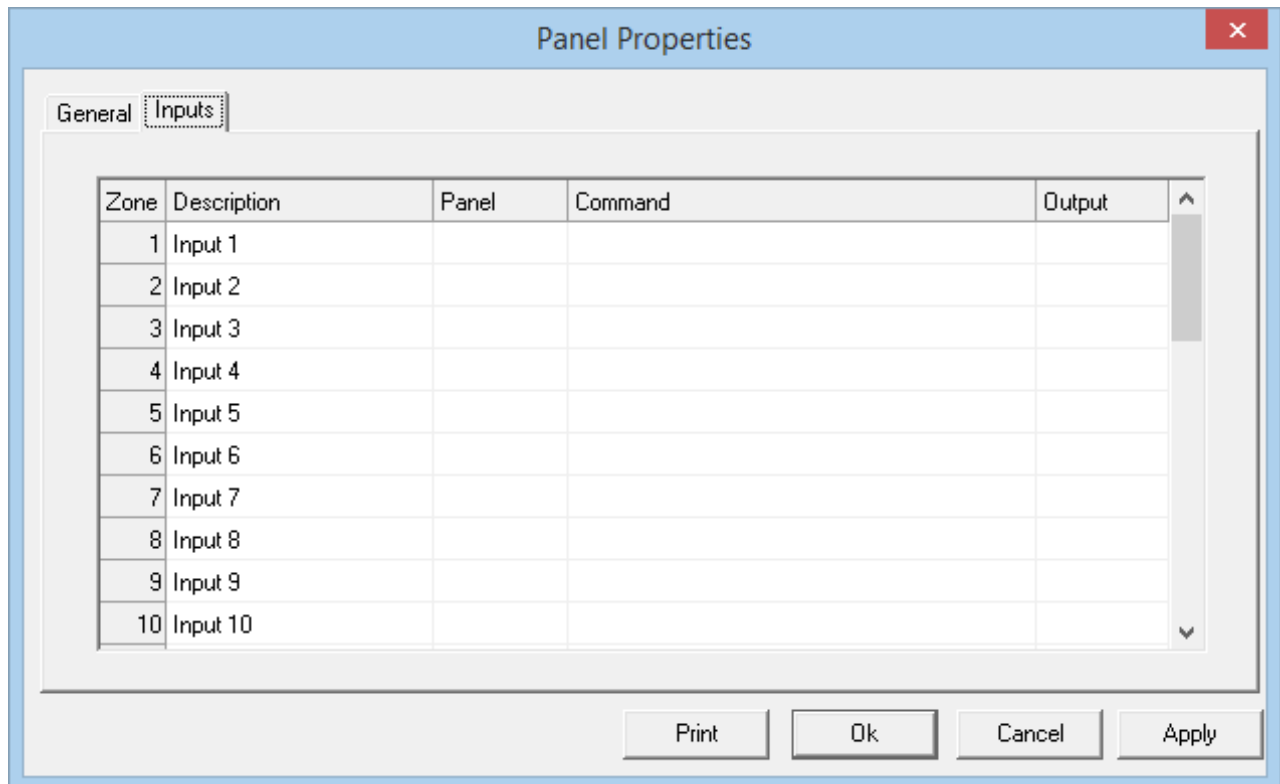 Panel Properties
General Inputs
Zone Description Panel Command Output
1 Input 1
2 Input 2
3 Input 3
4 Input 4
5 Input 5
6 Input 6
7 Input 7
8 Input 8
9 Input 9
10 Input 10
Print Ok Cancel Apply